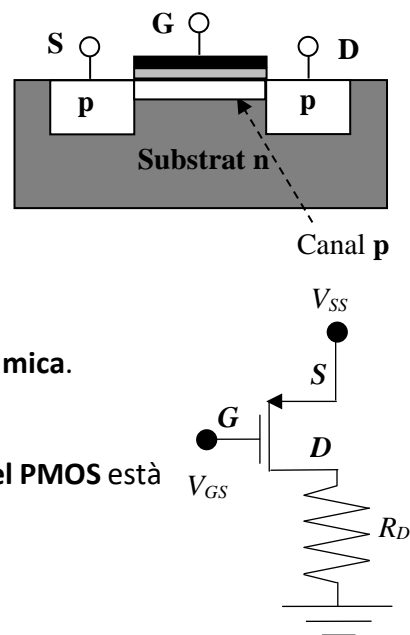 S G D
p p
Substrat n
Canal p
V_SS
mica.
S
G
D
el PMOS està
V_GS
R_D